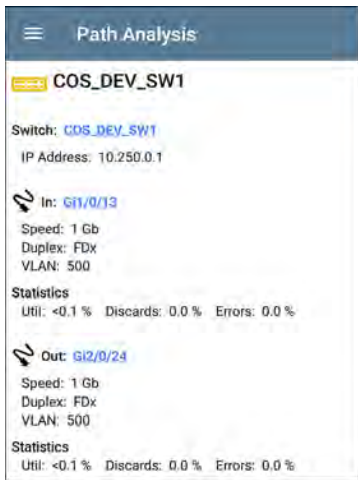 Path Analysis
COS_DEV_SW1
Switch: COS_DEV_SW1
IP Address: 10.250.0.1
In: Gi1/0/13
Speed: 1 Gb
Duplex: FDx
VLAN: 500
Statistics
Util: <0.1 % Discards: 0.0 % Errors: 0.0 %
Out: Gi2/0/24
Speed: 1 Gb
Duplex: FDx
VLAN: 500
Statistics
Util: <0.1 % Discards: 0.0 % Errors: 0.0 %